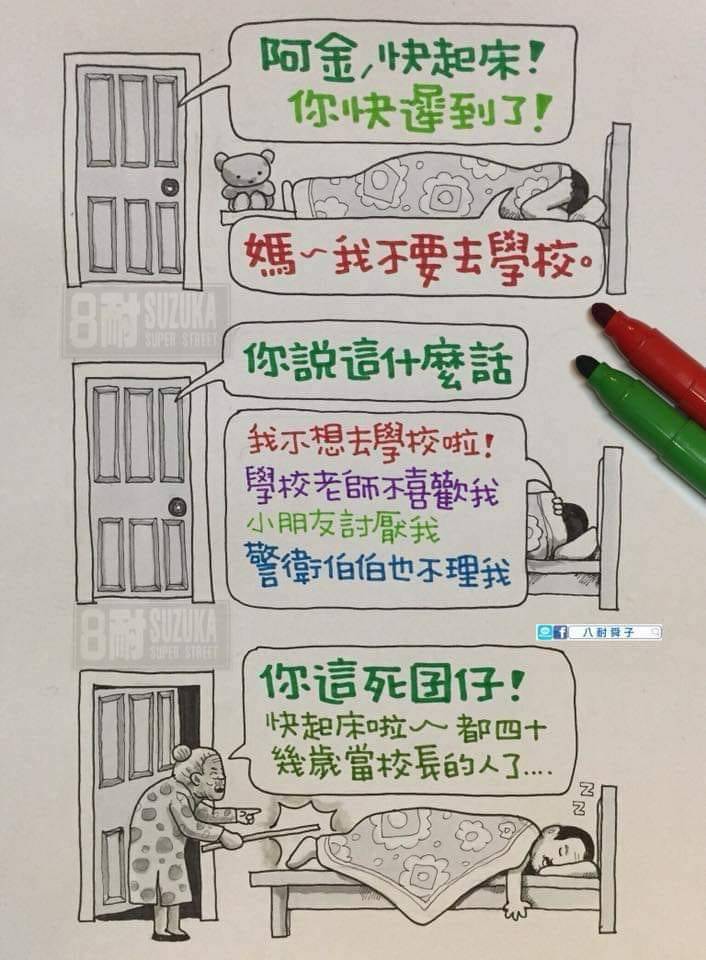 阿金,快起床!
你快遲到了!
媽~我不要去學校。
8耐 SUZUKA
SUPER STREET
你説這什麼話
我不想去學校啦!
學校老師不喜歡我
小朋友討厭我
警衛伯伯也不理我
8耐 SUZUKA
SUPER STREET
f 八耐舜子
你這死囝仔!
快起床啦~都四十
幾歲當校長的人了....
z
z